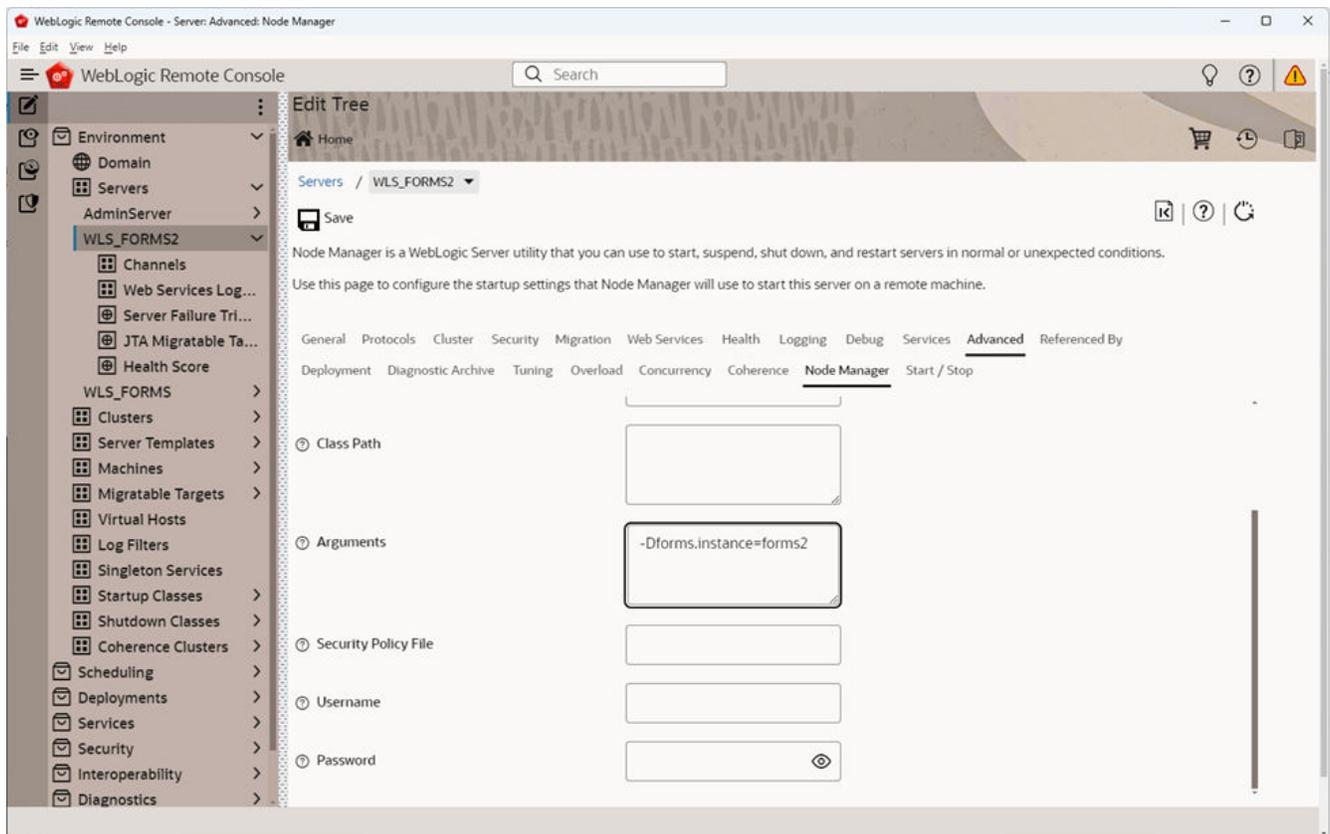 WebLogic Remote Console - Server: Advanced: Node Manager
File Edit View Help
WebLogic Remote Console
Search
Edit Tree
Home
Environment
Domain
Servers
AdminServer
WLS_FORMS2
Channels
Web Services Log...
Server Failure Tri...
JTA Migratable Ta...
Health Score
WLS_FORMS
Clusters
Server Templates
Machines
Migratable Targets
Virtual Hosts
Log Filters
Singleton Services
Startup Classes
Shutdown Classes
Coherence Clusters
Scheduling
Deployments
Services
Security
Interoperability
Diagnostics
Servers / WLS_FORMS2
Save
Node Manager is a WebLogic Server utility that you can use to start, suspend, shut down, and restart servers in normal or unexpected conditions.
Use this page to configure the startup settings that Node Manager will use to start this server on a remote machine.
General Protocols Cluster Security Migration Web Services Health Logging Debug Services Advanced Referenced By
Deployment Diagnostic Archive Tuning Overload Concurrency Coherence Node Manager Start / Stop
Class Path
Arguments
-Dforms.instance=forms2
Security Policy File
Username
Password